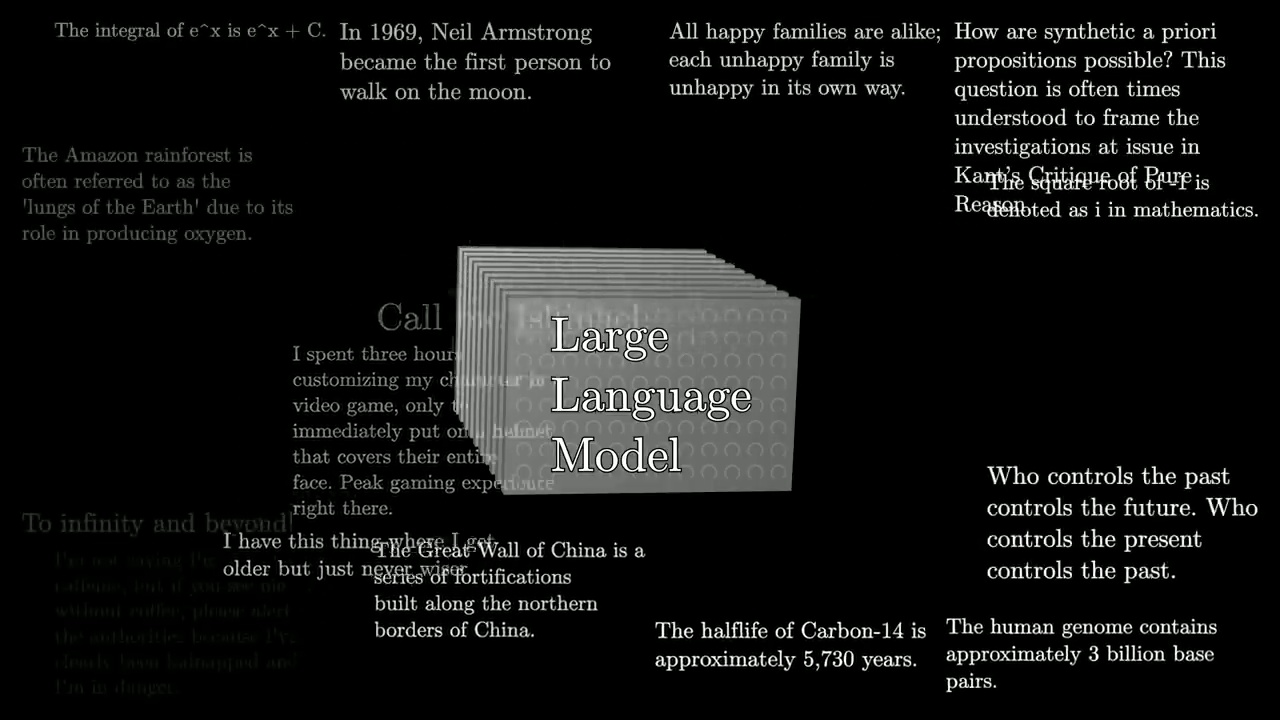 The integral of e^x is e^x + C.
In 1969, Neil Armstrong
became the first person to
walk on the moon.
All happy families are alike;
each unhappy family is
unhappy in its own way.
How are synthetic a priori
propositions possible? This
question is often times
understood to frame the
investigations at issue in
Kant's Critique of Pure
Reason
The square root of -1 is
denoted as i in mathematics.
The Amazon rainforest is
often referred to as the
'lungs of the Earth' due to its
role in producing oxygen.
Call
Large
Language
Model
I spent three hours
customizing my character in
video game, only to
immediately put on a helmet
that covers their entire
face. Peak gaming experience
right there.
Who controls the past
controls the future. Who
controls the present
controls the past.
To infinity and beyond!
I have this thing where I get
older but just never wiser
The Great Wall of China is a
series of fortifications
built along the northern
borders of China.
I'm not saying I'm
caffeine, but if you see me
without coffee, please alert
the authorities because I've
clearly been kidnapped and
I'm in danger.
The halflife of Carbon-14 is
approximately 5,730 years.
The human genome contains
approximately 3 billion base
pairs.